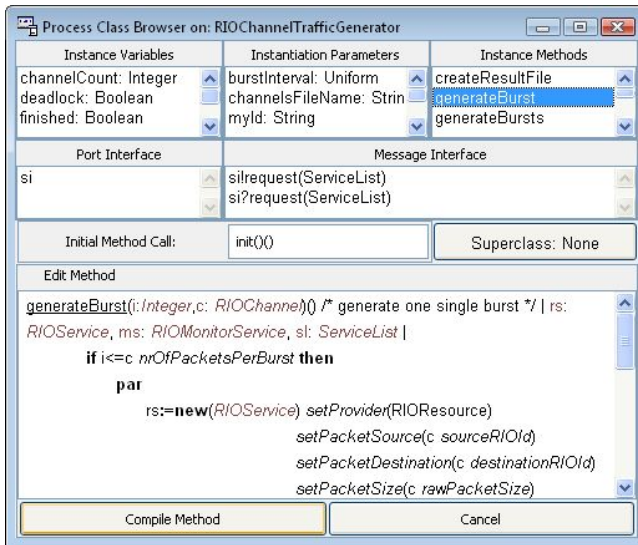 Process Class Browser on: RIOChannelTrafficGenerator
Instance Variables
Instantiation Parameters
Instance Methods
channelCount: Integer
deadlock: Boolean
finished: Boolean
burstInterval: Uniform
channelsFileName: Strin
myId: String
createResultFile
generateBurst
generateBursts
Port Interface
Message Interface
si
si!request(ServiceList)
si?request(ServiceList)
Initial Method Call:
init()()
Superclass: None
Edit Method
generateBurst(i:Integer,c: RIOChannel)() /* generate one single burst */ | rs:
RIOService, ms: RIOMonitorService, sl: ServiceList |
if i<=c nrOfPacketsPerBurst then
par
rs:=new(RIOService) setProvider(RIOResource)
setPacketSource(c sourceRIOId)
setPacketDestination(c destinationRIOId)
setPacketSize(c rawPacketSize)
Compile Method
Cancel